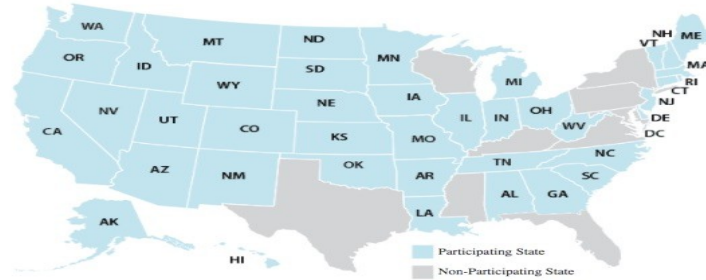 WA
MT
ND
MN
NH
ME
VT
OR
ID
SD
MA
WY
MI
RI
CT
NE
IA
NJ
NV
IL
IN
OH
DE
UT
CO
WV
DC
CA
KS
MO
NC
OK
TN
AZ
NM
AR
SC
AL
GA
LA
AK
HI
Participating State
Non-Participating State